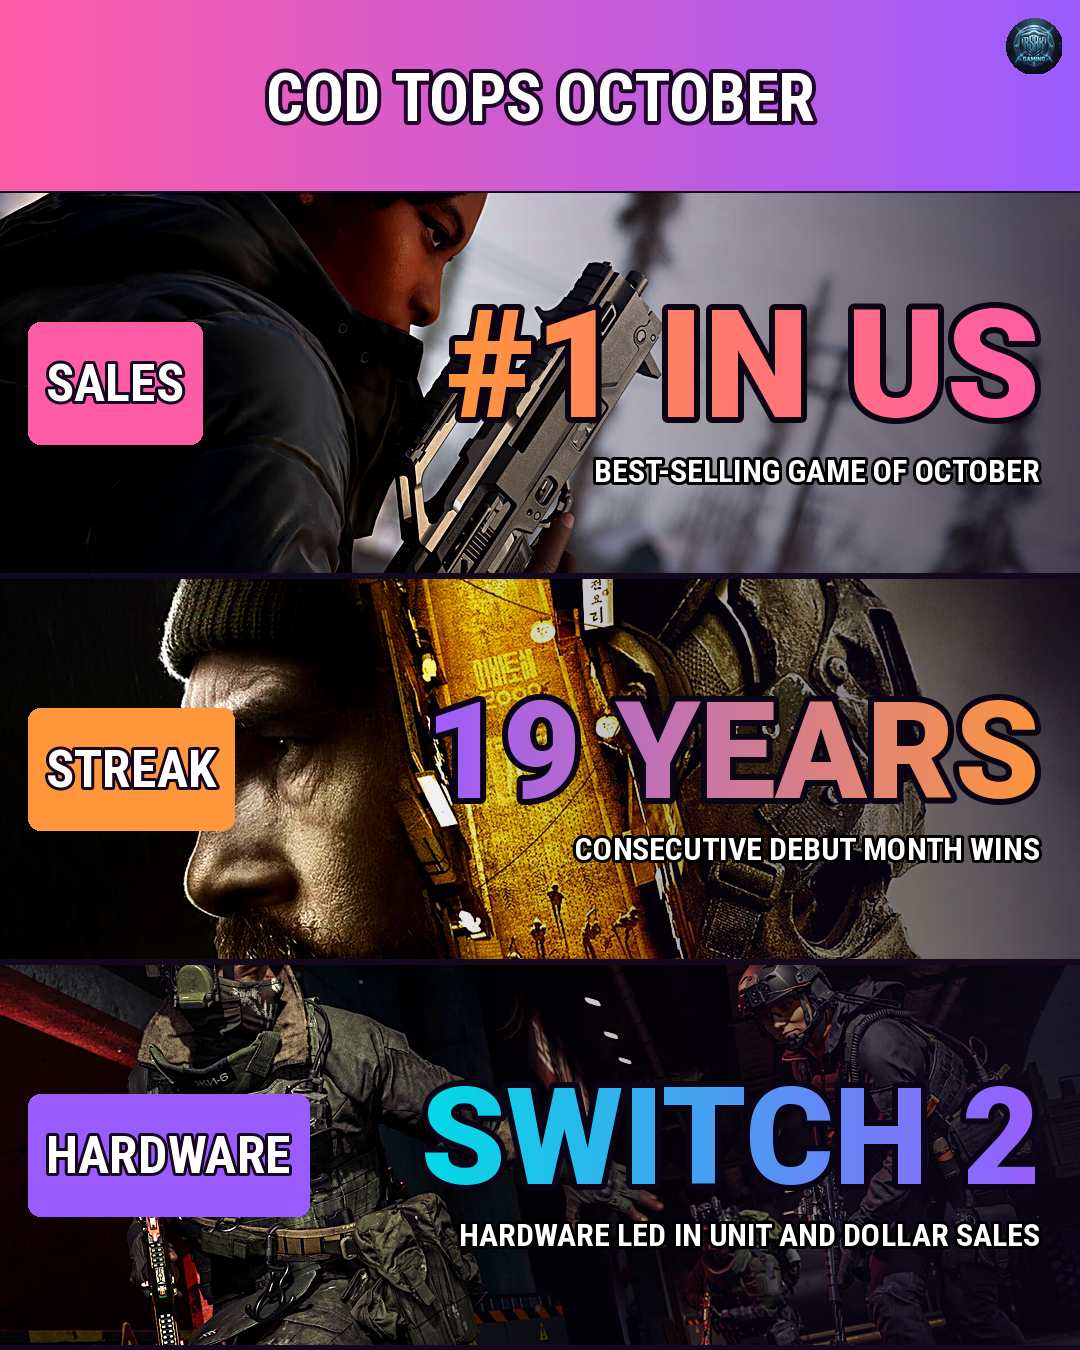 COD TOPS OCTOBER
GAMING
SALES
#1 IN US
BEST-SELLING GAME OF OCTOBER
STREAK
19 YEARS
CONSECUTIVE DEBUT MONTH WINS
HARDWARE
SWITCH 2
HARDWARE LED IN UNIT AND DOLLAR SALES